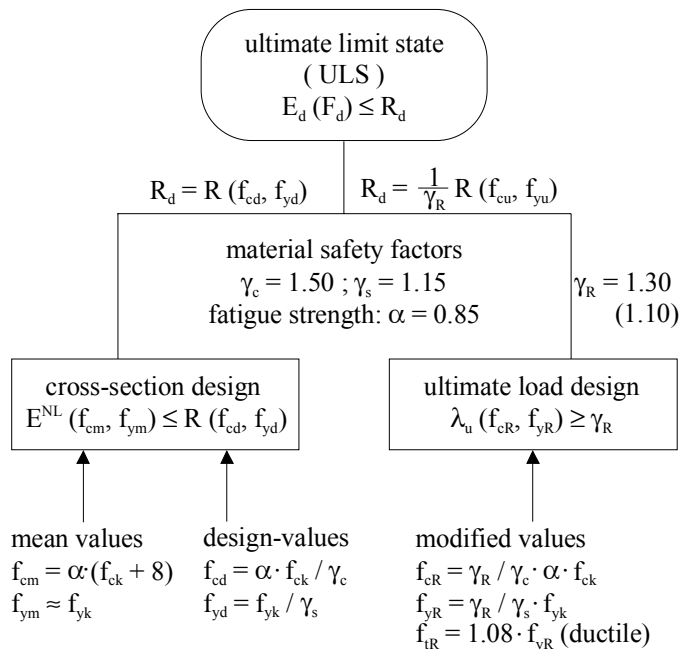 ultimate limit state
( ULS )
E_d (F_d) ≤ R_d
R_d = R (f_cd, f_yd)
R_d = 1/γ_R R (f_cu, f_yu)
material safety factors
γ_c = 1.50 ; γ_s = 1.15
fatigue strength: α = 0.85
γ_R = 1.30
(1.10)
cross-section design
E^NL (f_cm, f_ym) ≤ R (f_cd, f_yd)
ultimate load design
λ_u (f_cR, f_yR) ≥ γ_R
mean values
f_cm = α·(f_ck + 8)
f_ym ≈ f_yk
design-values
f_cd = α· f_ck / γ_c
f_yd = f_yk / γ_s
modified values
f_cR = γ_R / γ_c · α· f_ck
f_yR = γ_R / γ_s · f_yk
f_tR = 1.08· f_yR (ductile)